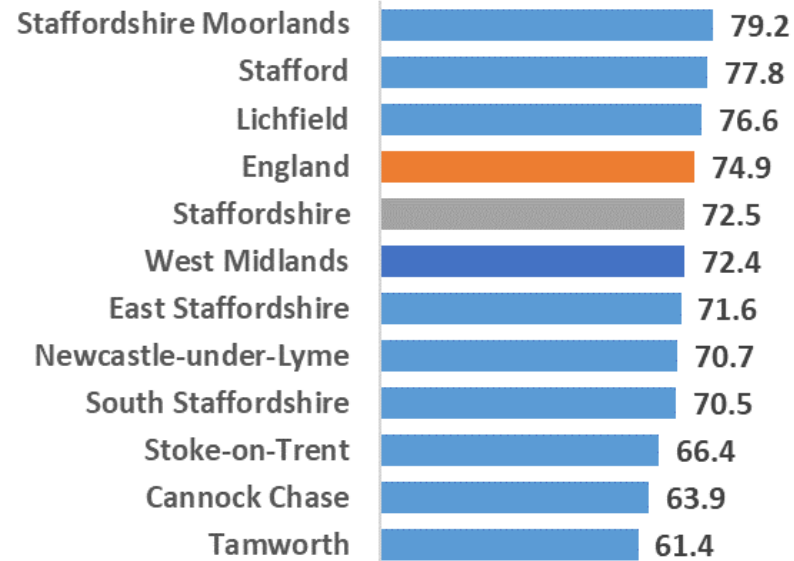 Staffordshire Moorlands 79.2
Stafford 77.8
Lichfield 76.6
England 74.9
Staffordshire 72.5
West Midlands 72.4
East Staffordshire 71.6
Newcastle-under-Lyme 70.7
South Staffordshire 70.5
Stoke-on-Trent 66.4
Cannock Chase 63.9
Tamworth 61.4